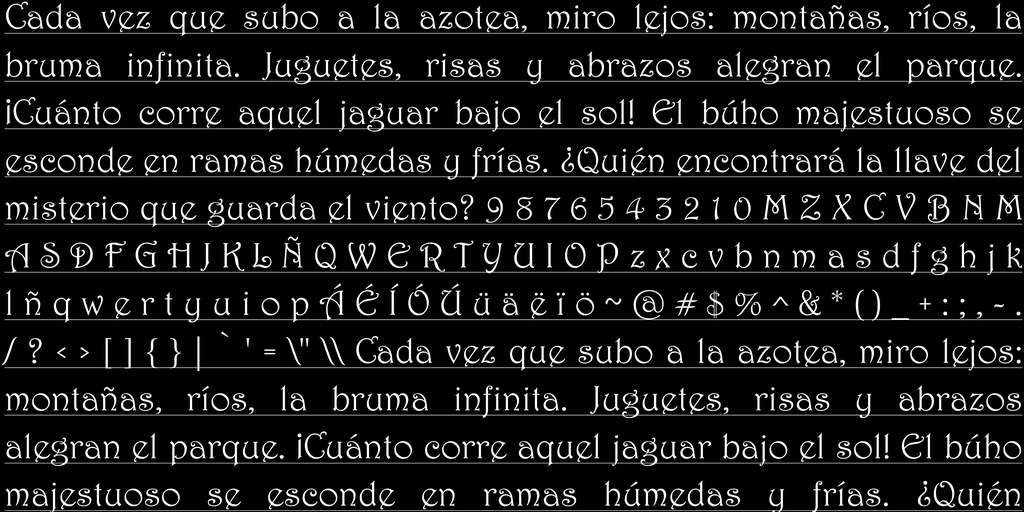 Cada vez que subo a la azotea, miro lejos: montañas, ríos, la
bruma infinita. Juguetes, risas y abrazos alegran el parque.
¡Cuánto corre aquel jaguar bajo el sol! El búho majestuoso se
esconde en ramas húmedas y frías. ¿Quién encontrará la llave del
misterio que guarda el viento? 9 8 7 6 5 4 3 2 1 0 M Z X C V B N M
A S D F G H J K L Ñ Q W E R T Y U I O P z x c v b n m a s d f g h j k
l ñ q w e r t y u i o p Á É Í Ó Ú ü ä ë ï ö ~ @ # $ % ^ & * ( ) _ + : ; , - .
/ ? < > [ ] { } | ` ' = \" \\ Cada vez que subo a la azotea, miro lejos:
montañas, ríos, la bruma infinita. Juguetes, risas y abrazos
alegran el parque. ¡Cuánto corre aquel jaguar bajo el sol! El búho
majestuoso se esconde en ramas húmedas y frías. ¿Quién